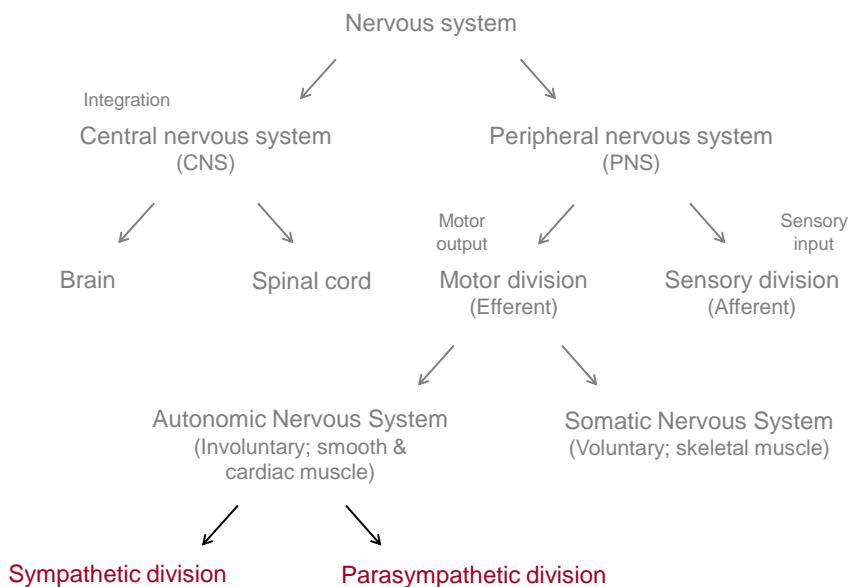 Nervous system
Integration
Central nervous system
(CNS)
Peripheral nervous system
(PNS)
Brain
Spinal cord
Motor
output
Motor division
(Efferent)
Sensory
input
Sensory division
(Afferent)
Autonomic Nervous System
(Involuntary; smooth &
cardiac muscle)
Somatic Nervous System
(Voluntary; skeletal muscle)
Sympathetic division
Parasympathetic division